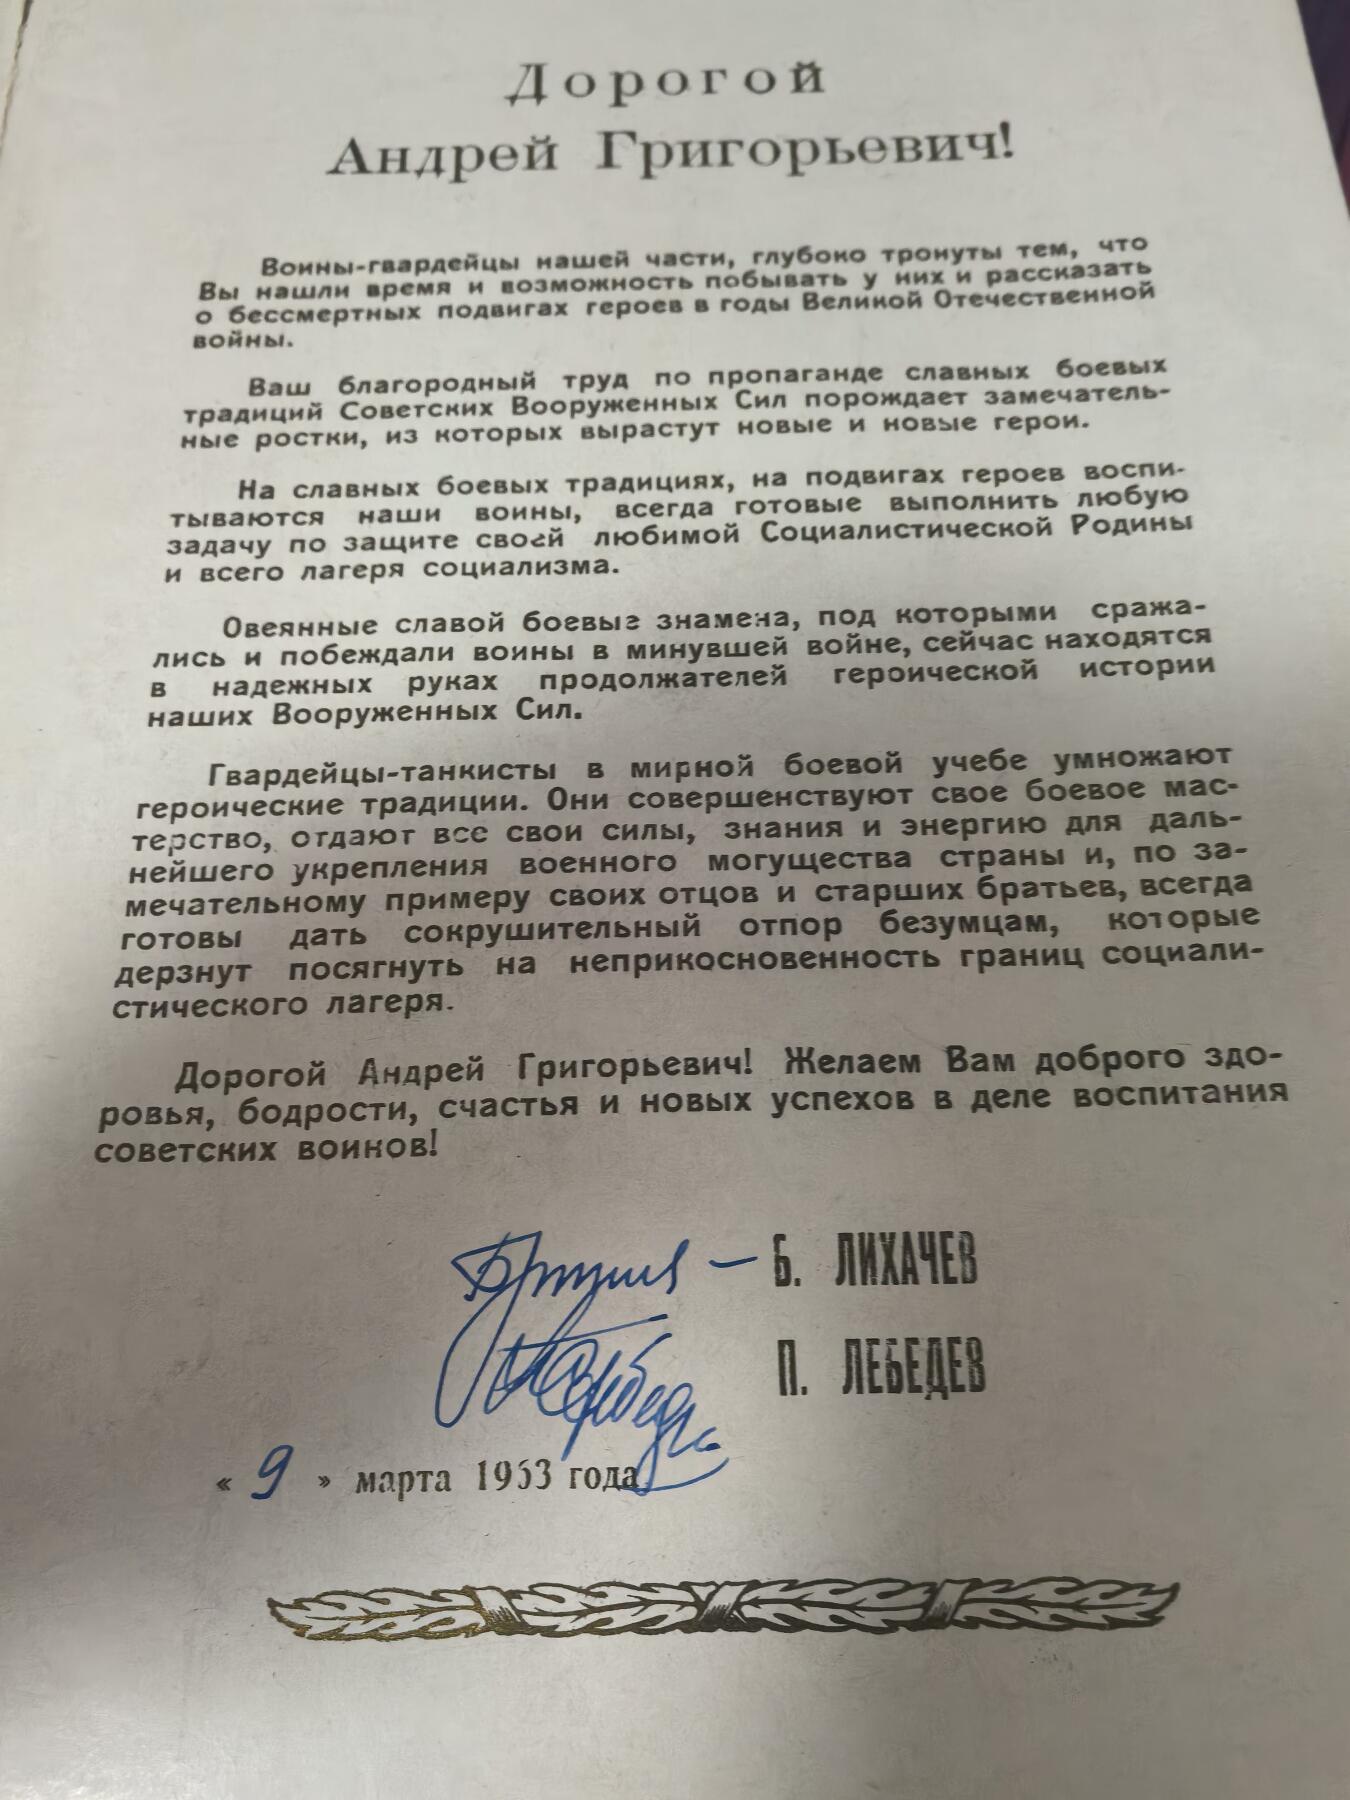 Дорогой
Андрей Григорьевич!
Воины-гвардейцы нашей части, глубоко тронуты тем, что
Вы нашли время и возможность побывать у них и рассказать
о бессмертных подвигах героев в годы Великой Отечественной
войны.
Ваш благородный труд по пропаганде славных боевых
традиций Советских Вооруженных Сил порождает замечатель-
ные ростки, из которых вырастут новые и новые герои.
На славных боевых традициях, на подвигах героев воспи-
тываются наши воины, всегда готовые выполнить любую
задачу по защите своей любимой Социалистической Родины
и всего лагеря социализма.
Овеянные славой боевые знамена, под которыми сража-
лись и побеждали воины в минувшей войне, сейчас находятся
в надежных руках продолжателей героической истории
наших Вооруженных Сил.
Гвардейцы-танкисты в мирной боевой учебе умножают
героические традиции. Они совершенствуют свое боевое мас-
терство, отдают все свои силы, знания и энергию для даль-
нейшего укрепления военного могущества страны и, по за-
мечательному примеру своих отцов и старших братьев, всегда
готовы дать сокрушительный отпор безумцам, которые
дерзнут посягнуть на неприкосновенность границ социали-
стического лагеря.
Дорогой Андрей Григорьевич! Желаем Вам доброго здо-
ровья, бодрости, счастья и новых успехов в деле воспитания
советских воинов!
— Б. ЛИХАЧЕВ
П. ЛЕБЕДЕВ
« 9 » марта 1963 года